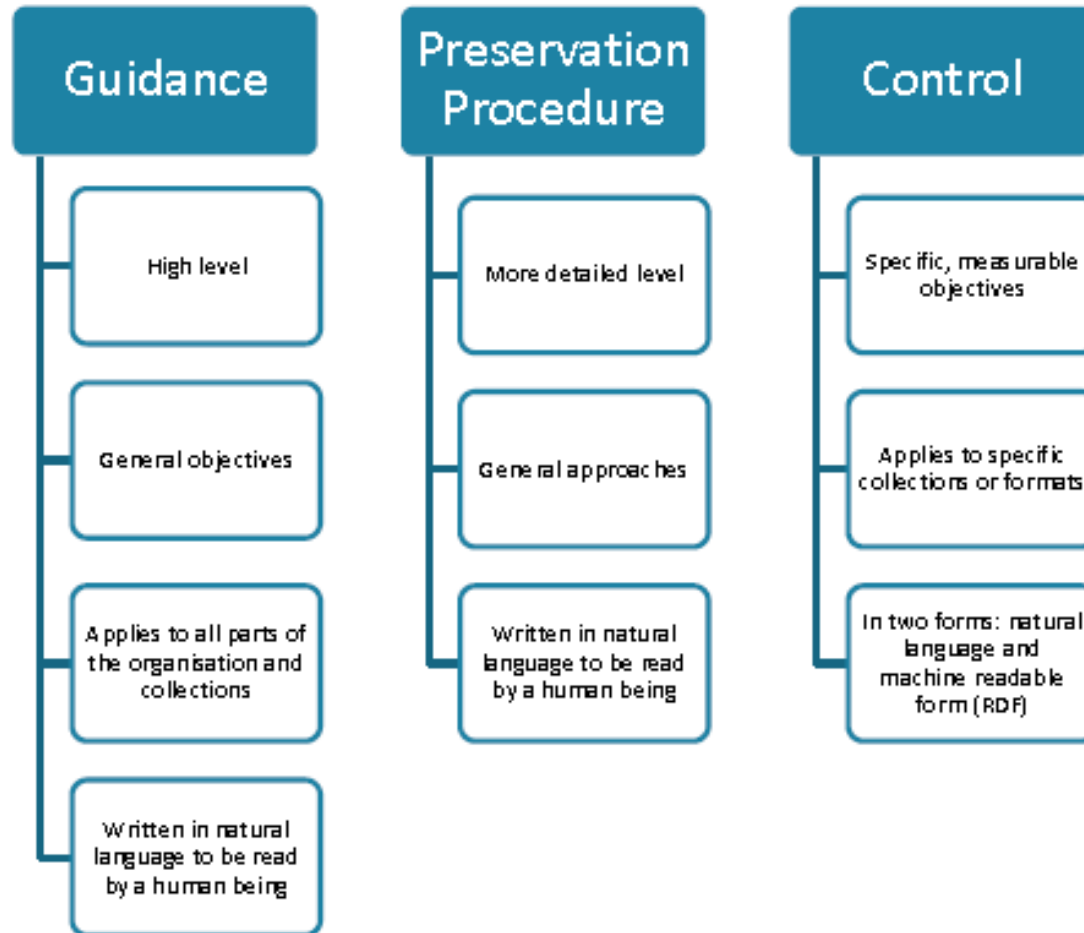 Guidance
High level
General objectives
Applies to all parts of
the organisation and
collections
Written in natural
language to be read
by a human being
Preservation
Procedure
More detailed level
General approaches
Written in natural
language to be read
by a human being
Control
Specific, measurable
objectives
Applies to specific
collections or formats
In two forms: natural
language and
machine readable
form (RDF)